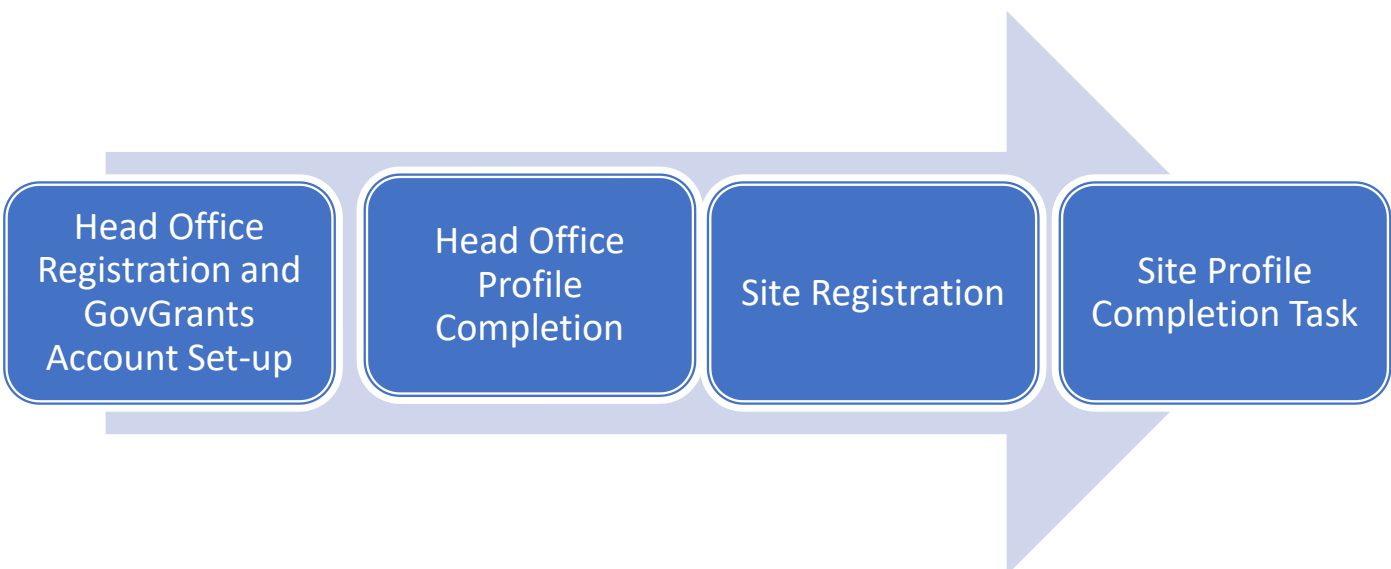 Head Office
Registration and
GovGrants
Account Set-up
Head Office
Profile
Completion
Site Registration
Site Profile
Completion Task